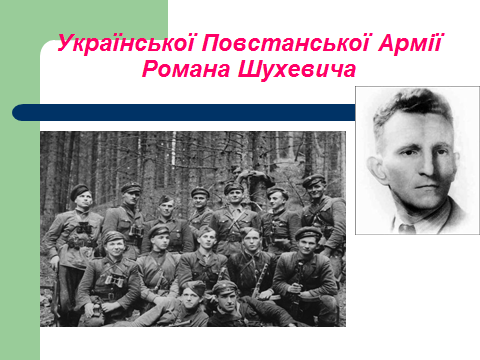 Української Повстанської Армії
Романа Шухевича